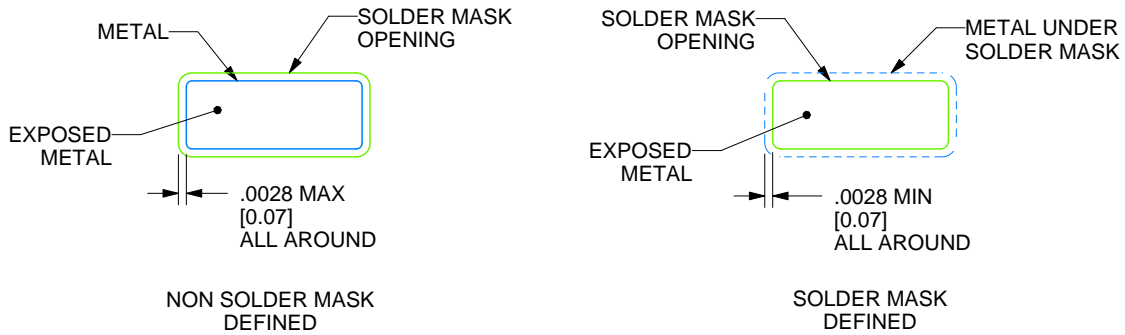 METAL
SOLDER MASK
OPENING
EXPOSED
METAL
.0028 MAX
[0.07]
ALL AROUND
NON SOLDER MASK
DEFINED
SOLDER MASK
OPENING
METAL UNDER
SOLDER MASK
EXPOSED
METAL
.0028 MIN
[0.07]
ALL AROUND
SOLDER MASK
DEFINED